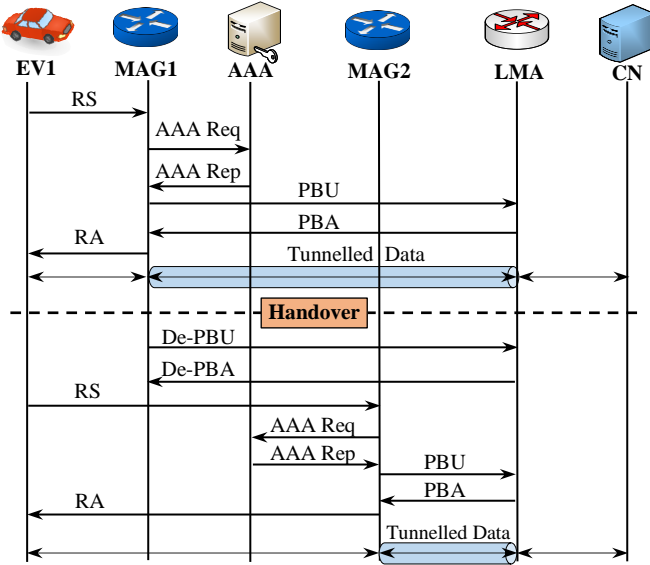 EV1
MAG1
AAA
MAG2
LMA
CN
RS
AAA Req
AAA Rep
PBU
PBA
RA
Tunnelled Data
Handover
De-PBU
De-PBA
RS
AAA Req
AAA Rep
PBU
PBA
RA
Tunnelled Data